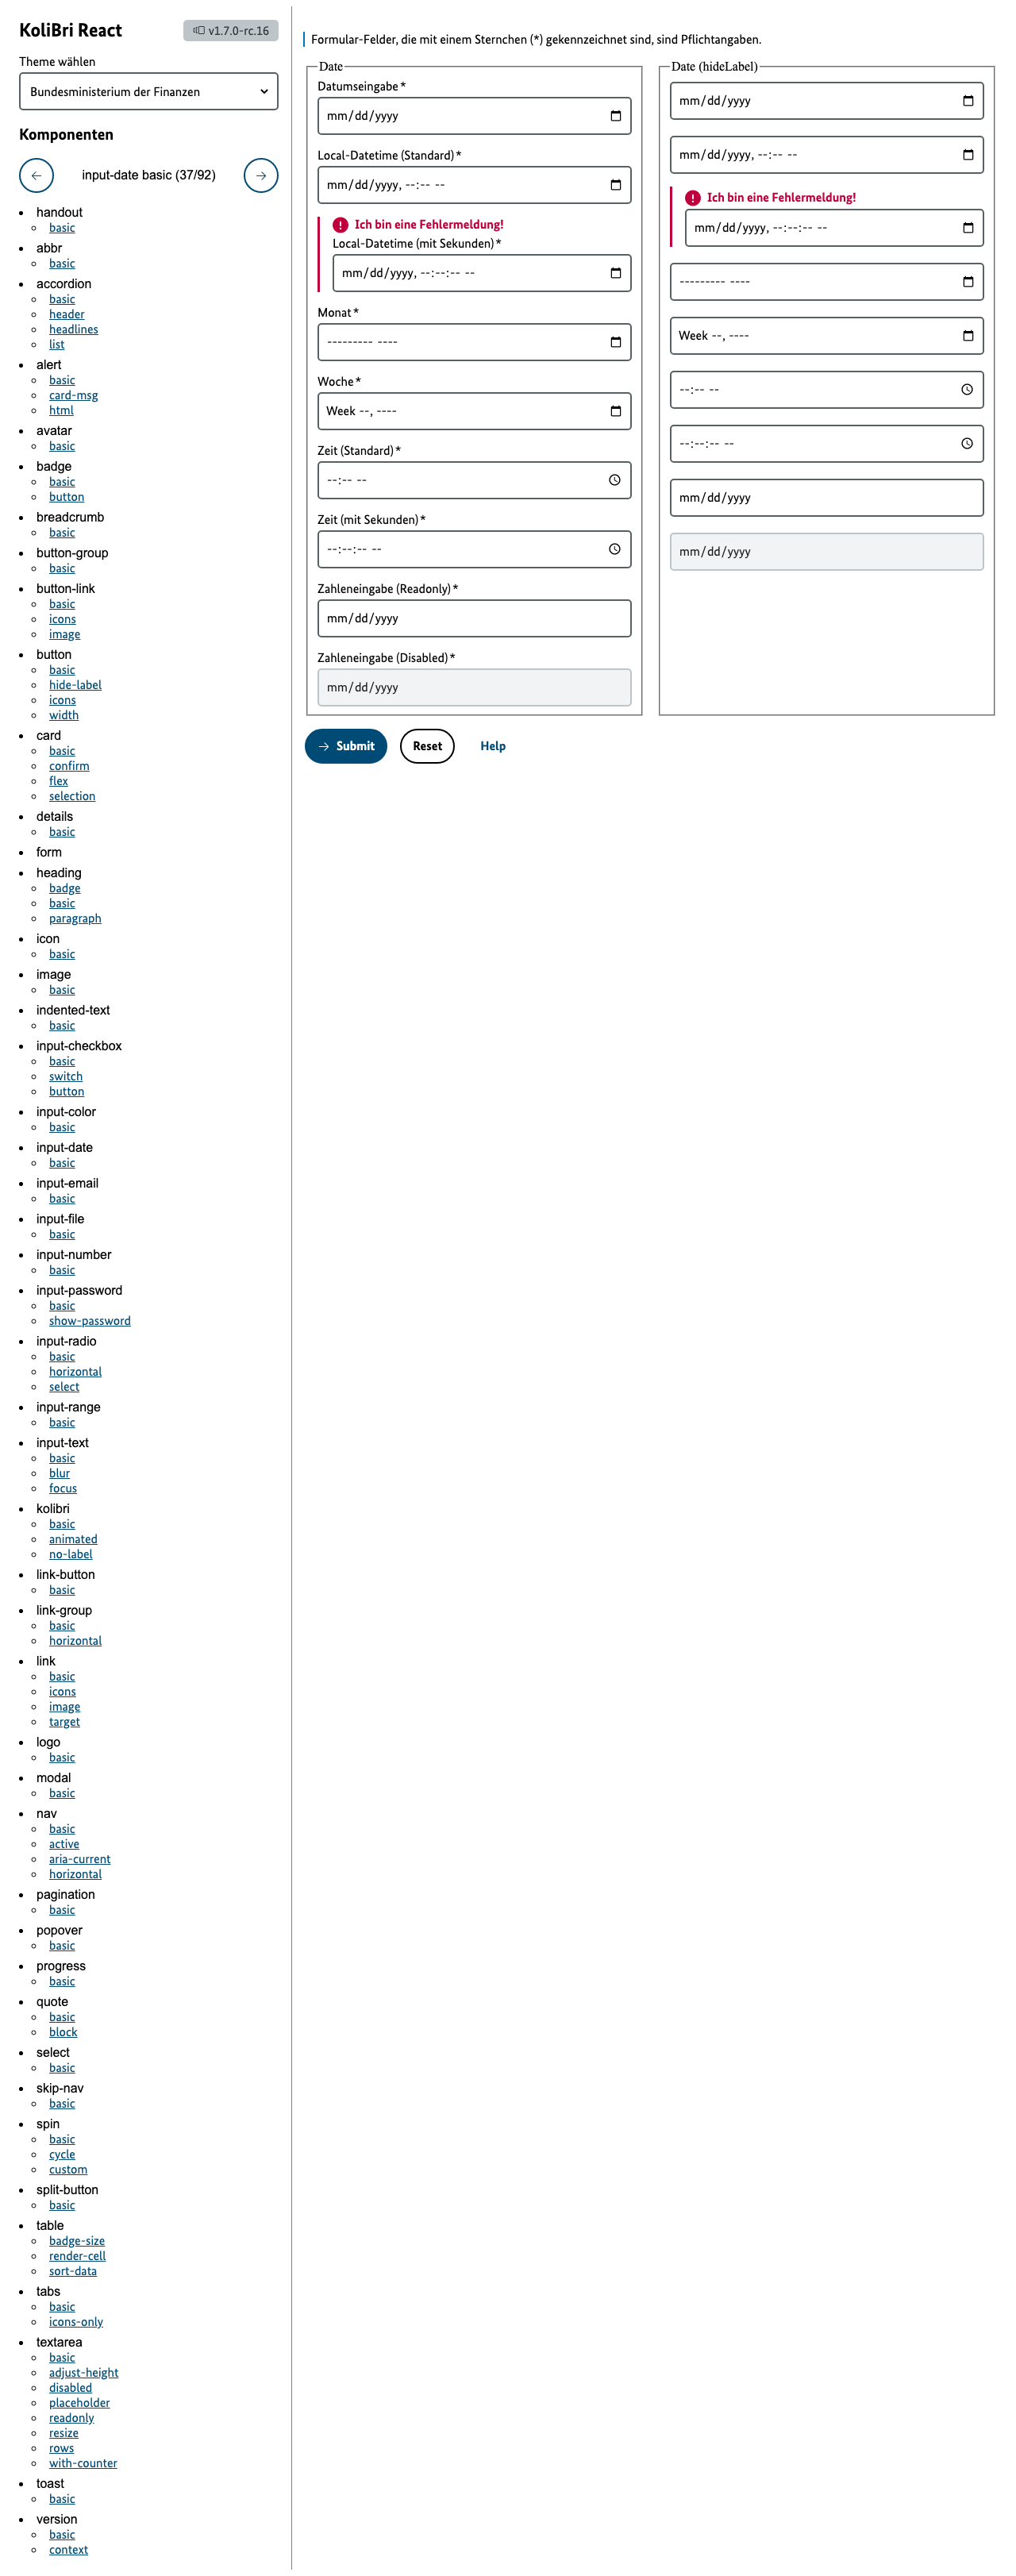 KoliBri React
v1.7.0-rc.16
Theme wählen
Bundesministerium der Finanzen
Komponenten
input-date basic (37/92)
handout
basic
abbr
basic
accordion
basic
header
headlines
list
alert
basic
card-msg
html
avatar
basic
badge
basic
button
breadcrumb
basic
button-group
basic
button-link
basic
icons
image
button
basic
hide-label
icons
width
card
basic
confirm
flex
selection
details
basic
form
heading
badge
basic
paragraph
icon
basic
image
basic
indented-text
basic
input-checkbox
basic
switch
button
input-color
basic
input-date
basic
input-email
basic
input-file
basic
input-number
basic
input-password
basic
show-password
input-radio
basic
horizontal
select
input-range
basic
input-text
basic
blur
focus
kolibri
basic
animated
no-label
link-button
basic
link-group
basic
horizontal
link
basic
icons
image
target
logo
basic
modal
basic
nav
basic
active
aria-current
horizontal
pagination
basic
popover
basic
progress
basic
quote
basic
block
select
basic
skip-nav
basic
spin
basic
cycle
custom
split-button
basic
table
badge-size
render-cell
sort-data
tabs
basic
icons-only
textarea
basic
adjust-height
disabled
placeholder
readonly
resize
rows
with-counter
toast
basic
version
basic
context
Formular-Felder, die mit einem Sternchen (*) gekennzeichnet sind, sind Pflichtangaben.
Date
Datumseingabe*
mm/dd/yyyy
Local-Datetime (Standard)*
mm/dd/yyyy, --:-- --
Ich bin eine Fehlermeldung!
Local-Datetime (mit Sekunden)*
mm/dd/yyyy, --:--:-- --
Monat*
--------- ----
Woche*
Week --, ----
Zeit (Standard)*
--:-- --
Zeit (mit Sekunden)*
--:--:-- --
Zahleneingabe (Readonly)*
mm/dd/yyyy
Zahleneingabe (Disabled)*
mm/dd/yyyy
Date (hideLabel)
mm/dd/yyyy
mm/dd/yyyy, --:-- --
Ich bin eine Fehlermeldung!
mm/dd/yyyy, --:--:-- --
--------- ----
Week --, ----
--:-- --
--:--:-- --
mm/dd/yyyy
mm/dd/yyyy
Submit
Reset
Help